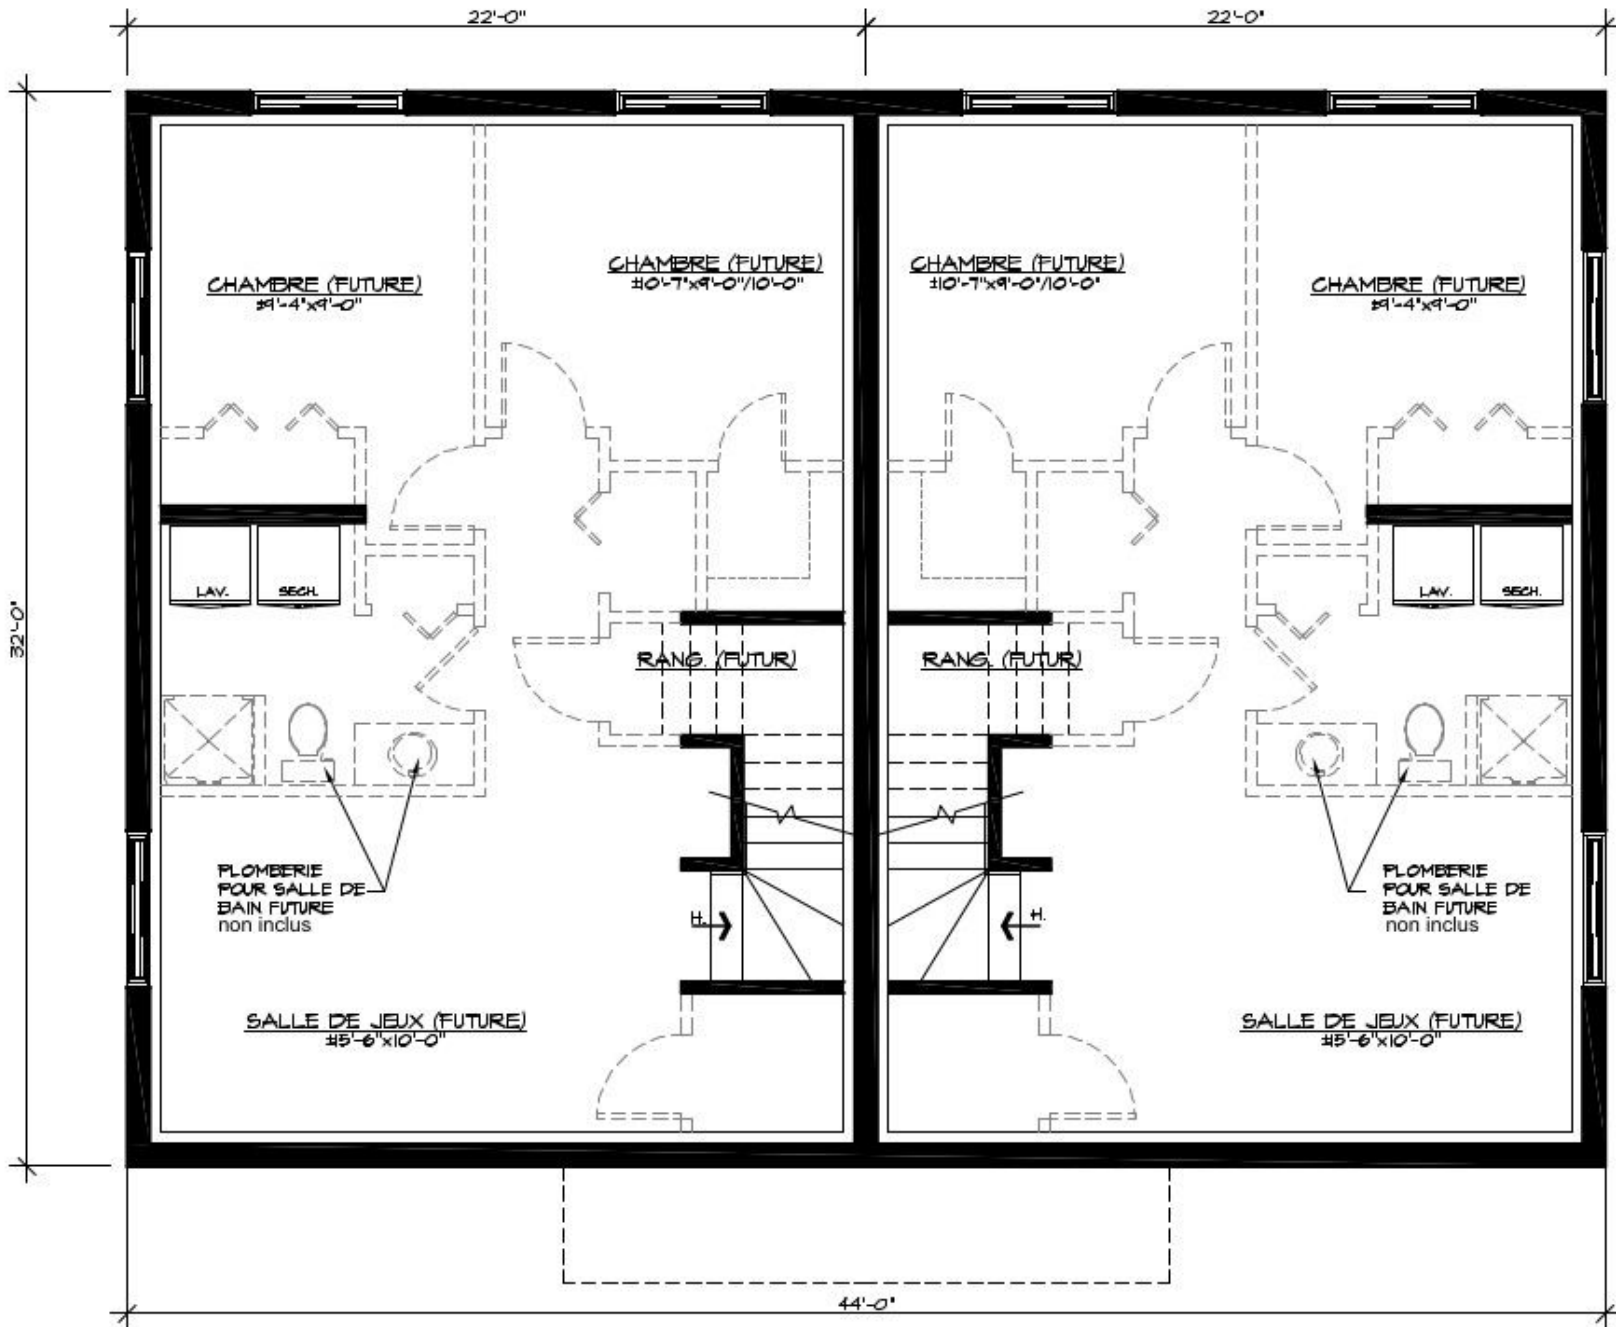 22'-0"
22'-0"
32'-0"
CHAMBRE (FUTURE)
±10'-7"x9'-0"/10'-0"
CHAMBRE (FUTURE)
±10'-7"x9'-0"/10'-0"
CHAMBRE (FUTURE)
±9'-4"x9'-0"
CHAMBRE (FUTURE)
±9'-4"x9'-0"
LAV.
SECH.
LAV.
SECH.
RANG. (FUTUR)
RANG. (FUTUR)
PLOMBERIE
POUR SALLE DE
BAIN FUTURE
non inclus
PLOMBERIE
POUR SALLE DE
BAIN FUTURE
non inclus
H.
H.
SALLE DE JEUX (FUTURE)
±15'-6"x10'-0"
SALLE DE JEUX (FUTURE)
±15'-6"x10'-0"
44'-0"